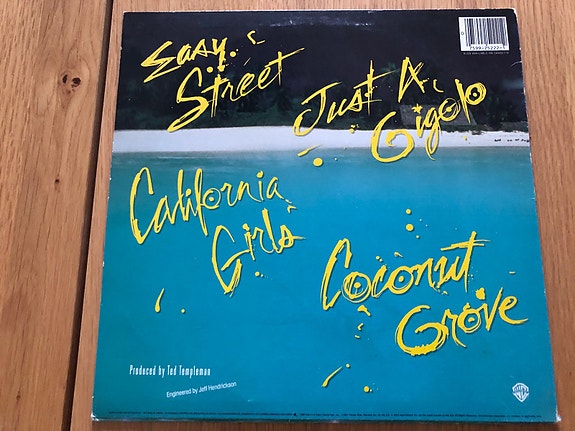 Easy
Street
Just A
Gigolo
California
Girls
Coconut
Grove
Produced by Ted Templeman
Engineered by Jeff Hendrickson